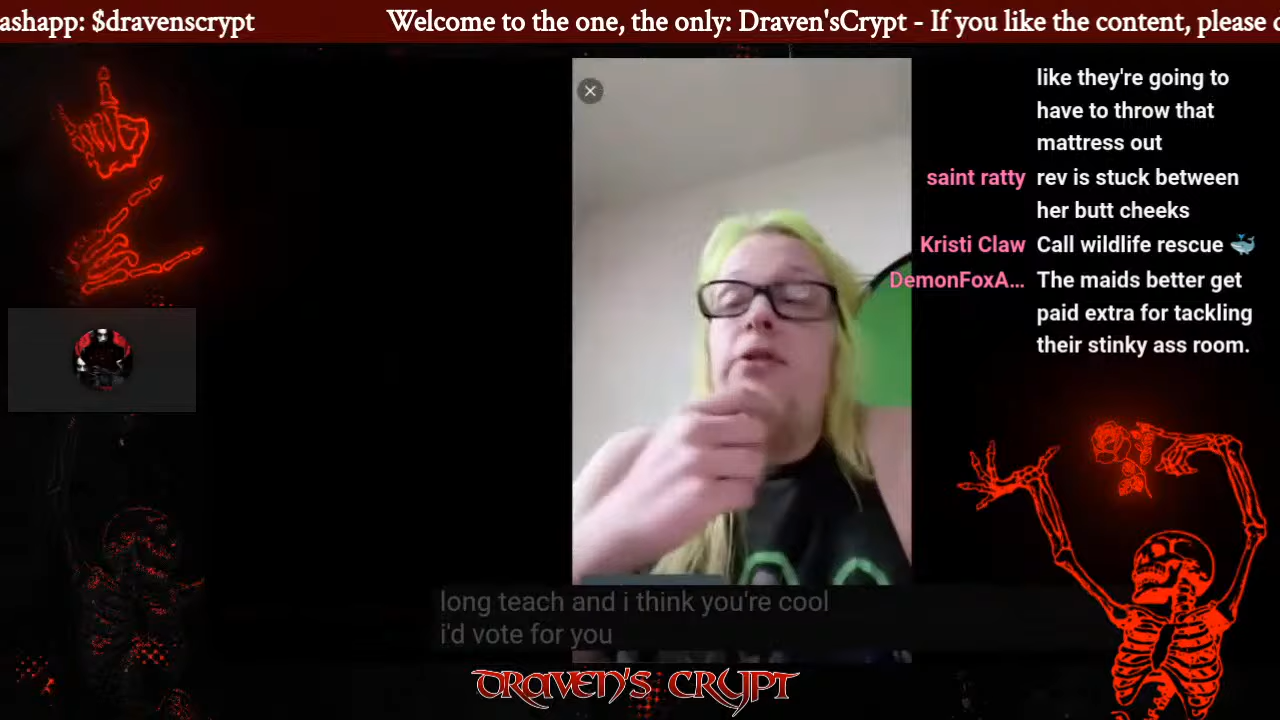 ashapp: $dravenscrypt
Welcome to the one, the only: Draven'sCrypt - If you like the content, please
like they're going to
have to throw that
mattress out
saint ratty rev is stuck between
her butt cheeks
Kristi Claw Call wildlife rescue 🐳
DemonFoxA... The maids better get
paid extra for tackling
their stinky ass room.
long teach and i think you're cool
i'd vote for you
DRAVEN'S CRYPT